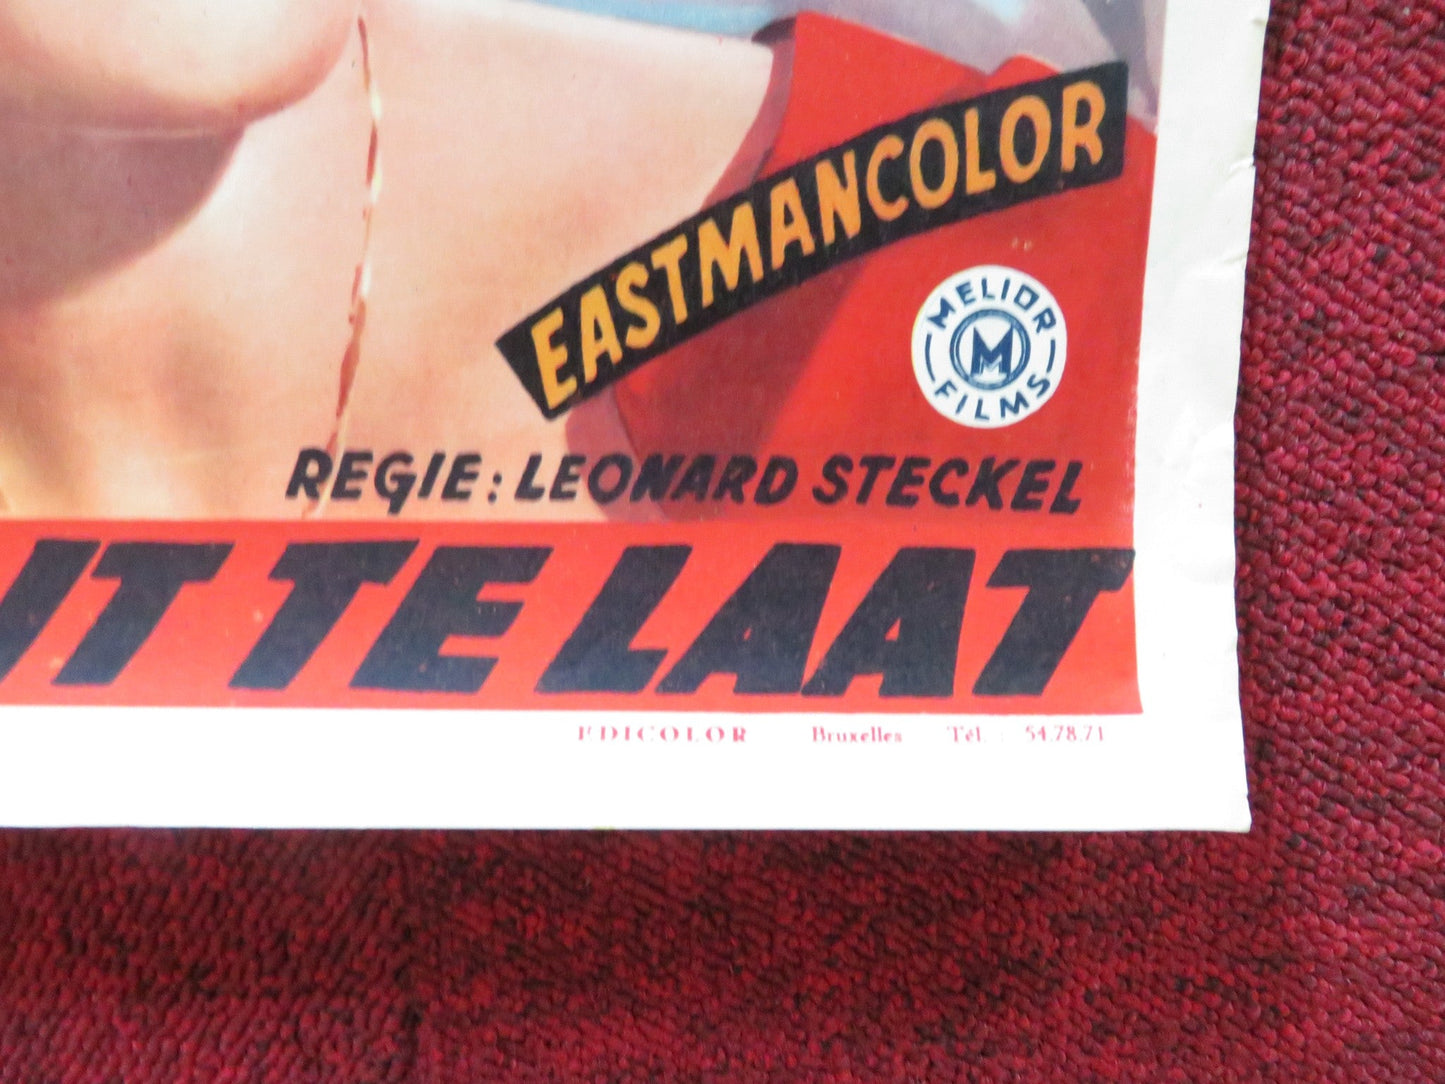 EASTMANCOLOR
MELIOR
M
FILMS
REGIE: LEONARD STECKEL
IT TE LAAT
EDICOLOR Bruxelles Tél. : 54.78.71